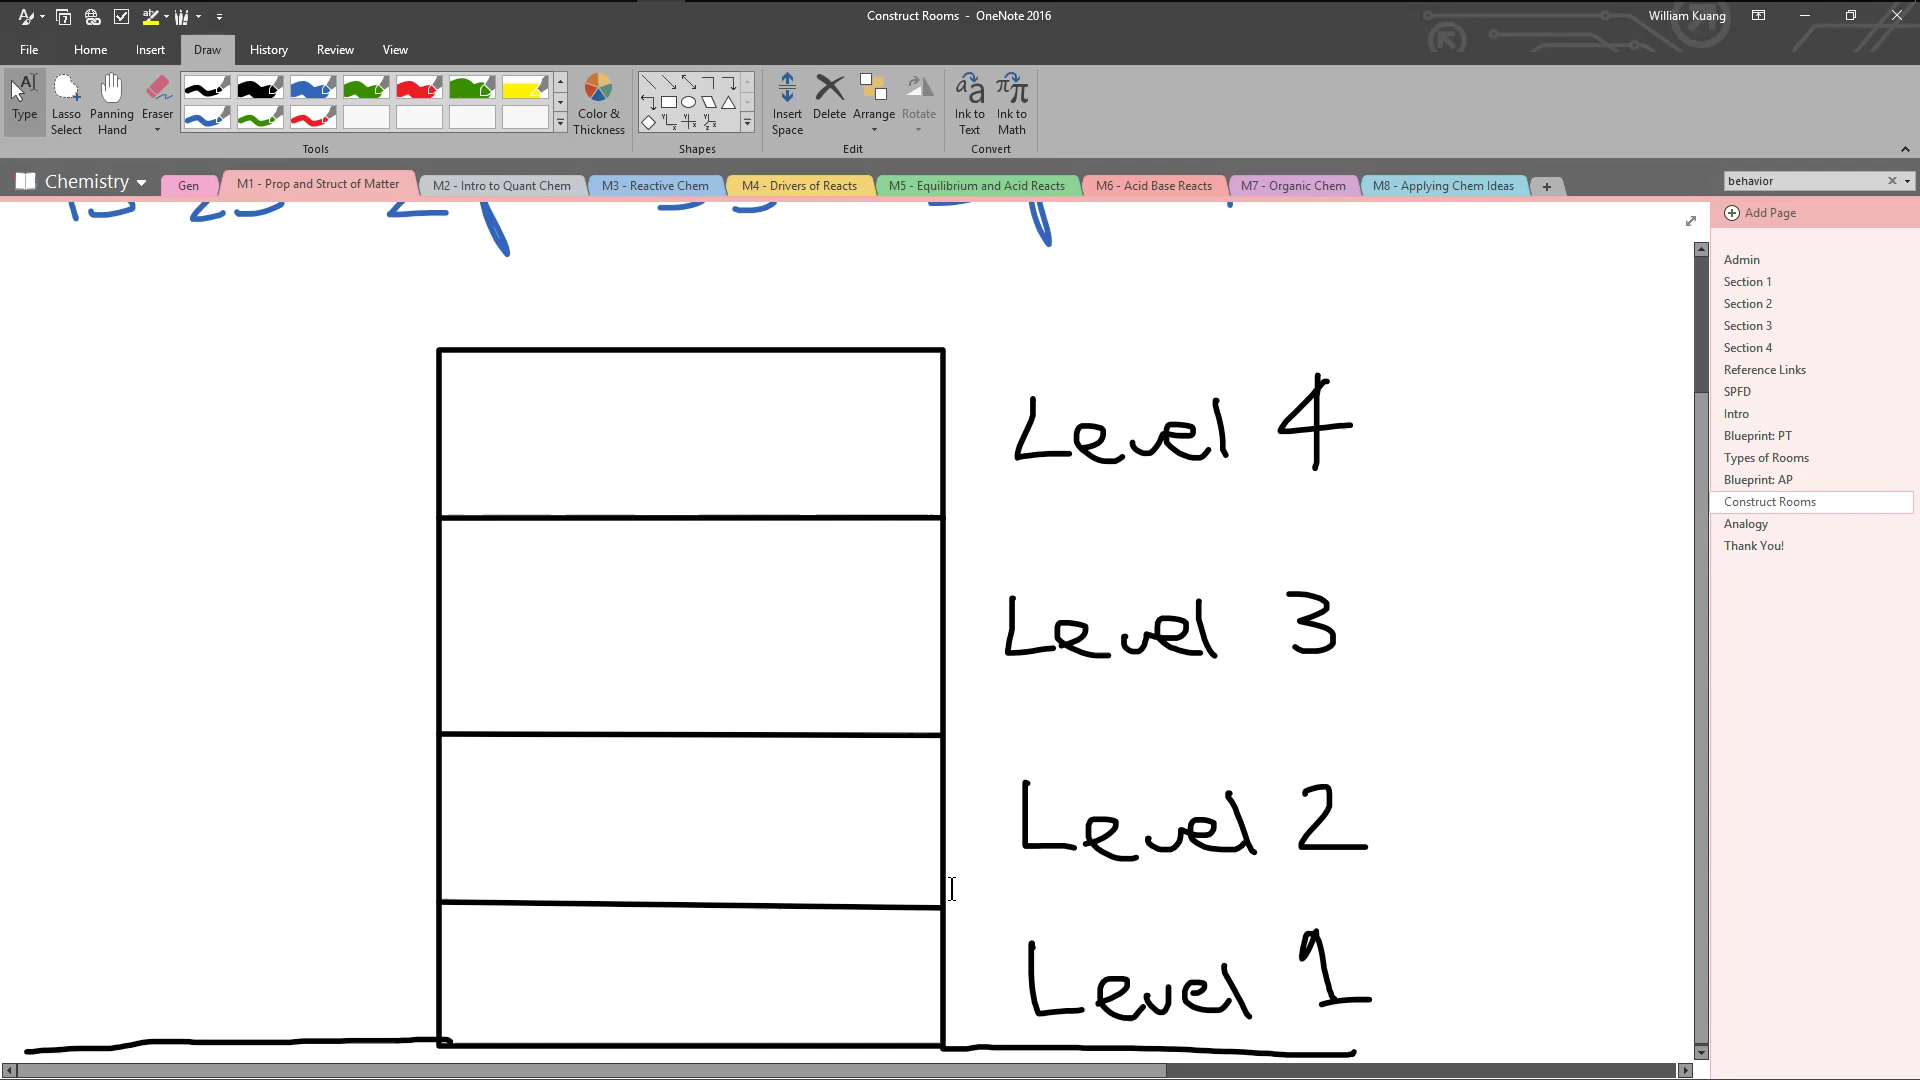 Construct Rooms - OneNote 2016
William Kuang
File Home Insert Draw History Review View
Type
Lasso Select
Panning Hand
Eraser
Color & Thickness
Insert Space
Delete
Arrange
Rotate
Ink to Text
Ink to Math
Tools
Shapes
Edit
Convert
Chemistry
Gen
M1 - Prop and Struct of Matter
M2 - Intro to Quant Chem
M3 - Reactive Chem
M4 - Drivers of Reacts
M5 - Equilibrium and Acid Reacts
M6 - Acid Base Reacts
M7 - Organic Chem
M8 - Applying Chem Ideas
behavior
Add Page
Admin
Section 1
Section 2
Section 3
Section 4
Reference Links
SPFD
Intro
Blueprint: PT
Types of Rooms
Blueprint: AP
Construct Rooms
Analogy
Thank You!
Level 4
Level 3
Level 2
Level 1